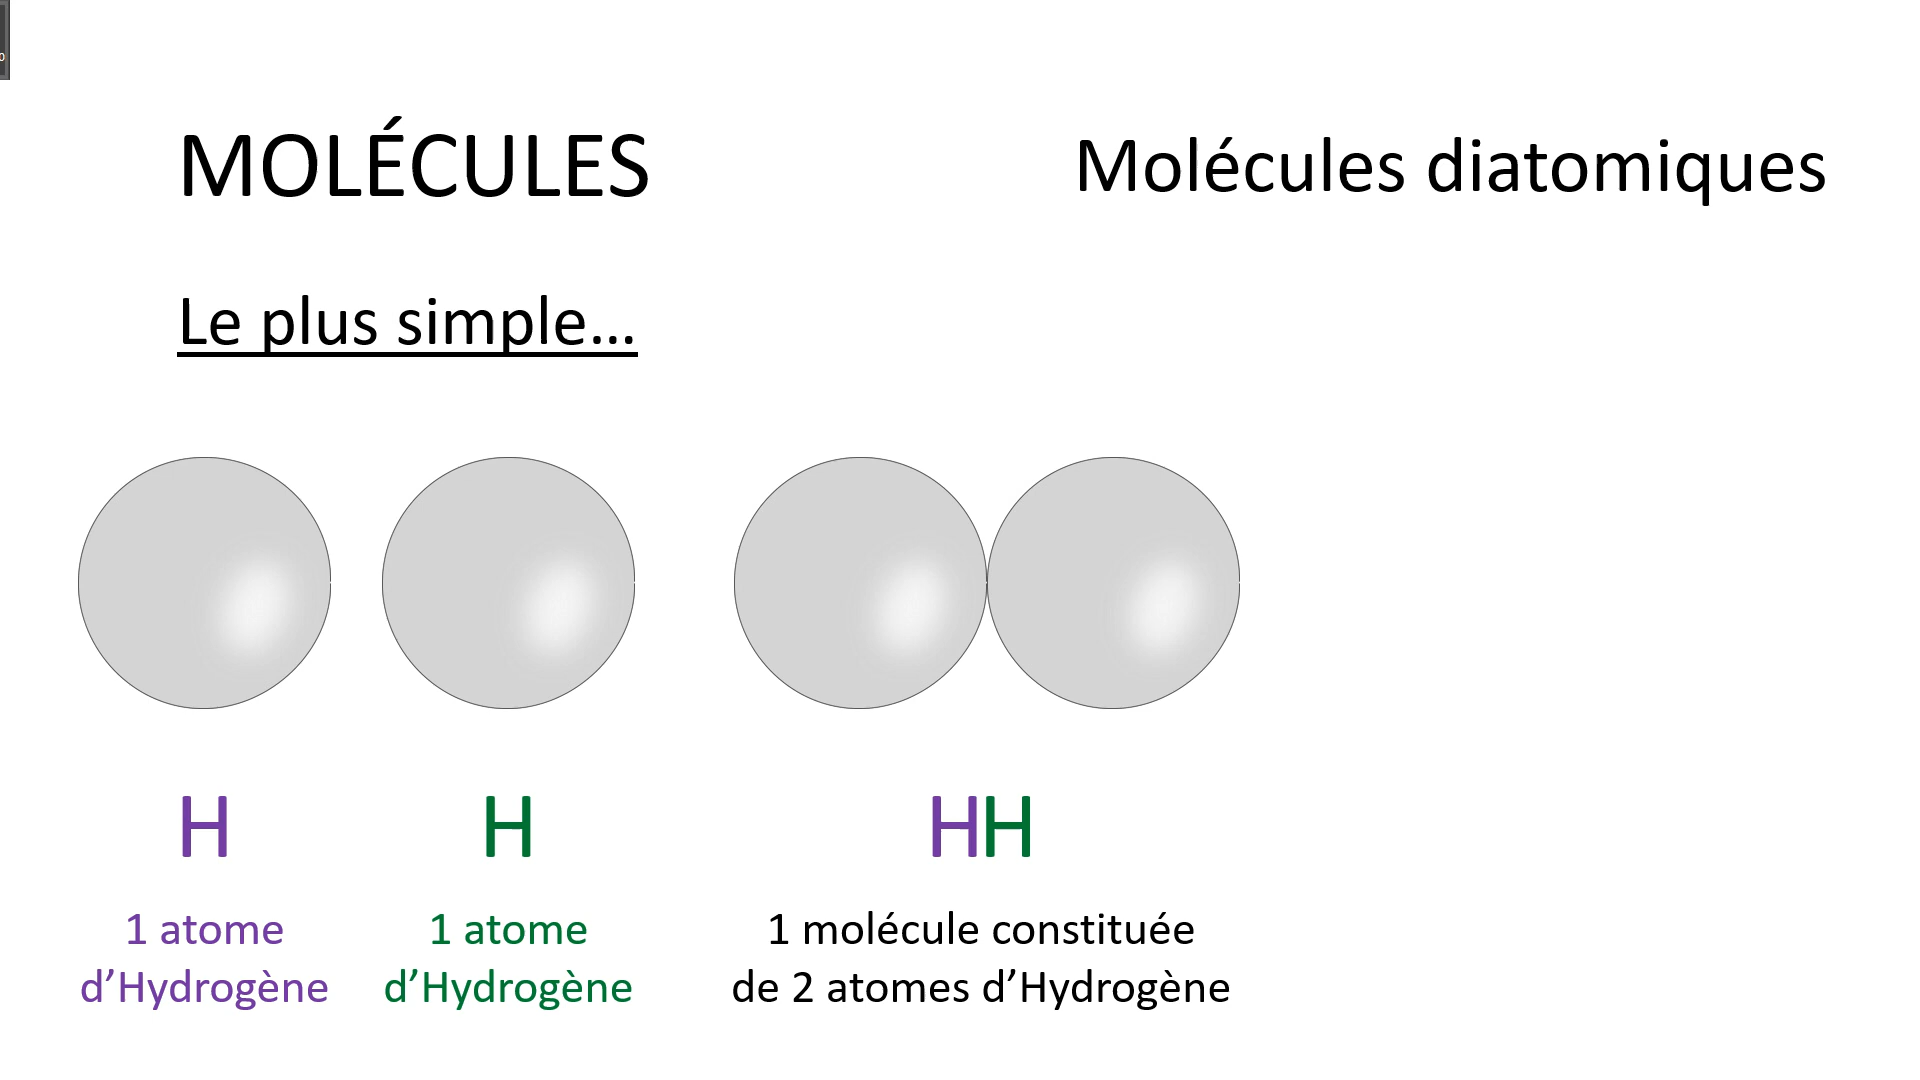 MOLÉCULES
Molécules diatomiques
Le plus simple…
H
H
HH
1 atome
d’Hydrogène
1 atome
d’Hydrogène
1 molécule constituée
de 2 atomes d’Hydrogène